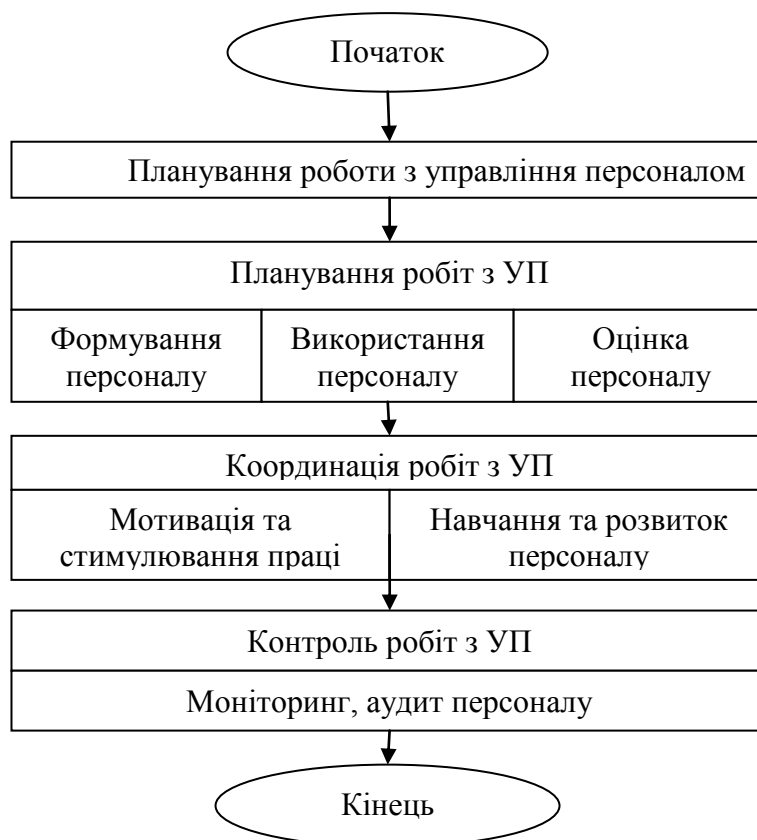 Початок
Планування роботи з управління персоналом
Планування робіт з УП
Формування
персоналу
Використання
персоналу
Оцінка
персоналу
Координація робіт з УП
Мотивація та
стимулювання праці
Навчання та розвиток
персоналу
Контроль робіт з УП
Моніторинг, аудит персоналу
Кінець